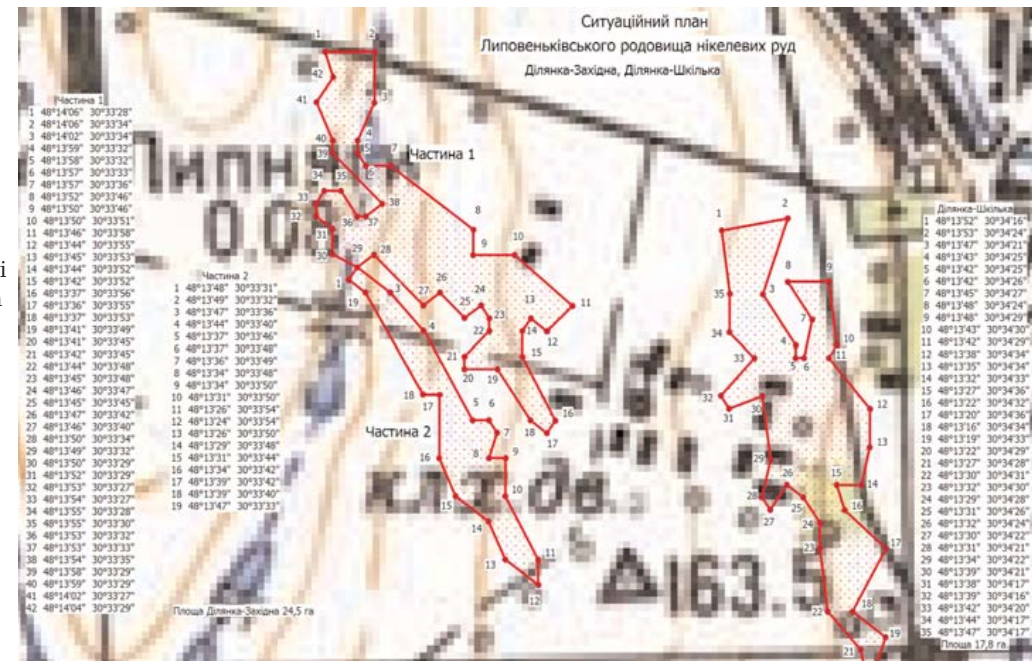 Ситуаційний план
Липовеньківського родовища нікелевих руд
Ділянка-Західна, Ділянка-Шкілька
Частина 1
1 48°14'06" 30°33'28"
2 48°14'06" 30°33'34"
3 48°14'02" 30°33'34"
4 48°13'59" 30°33'32"
5 48°13'58" 30°33'32"
6 48°13'57" 30°33'33"
7 48°13'57" 30°33'36"
8 48°13'52" 30°33'46"
9 48°13'50" 30°33'46"
10 48°13'50" 30°33'51"
11 48°13'46" 30°33'58"
12 48°13'44" 30°33'55"
13 48°13'45" 30°33'53"
14 48°13'44" 30°33'52"
15 48°13'42" 30°33'52"
16 48°13'37" 30°33'56"
17 48°13'36" 30°33'55"
18 48°13'37" 30°33'53"
19 48°13'41" 30°33'49"
20 48°13'41" 30°33'45"
21 48°13'42" 30°33'45"
22 48°13'44" 30°33'48"
23 48°13'45" 30°33'48"
24 48°13'46" 30°33'47"
25 48°13'45" 30°33'45"
26 48°13'47" 30°33'42"
27 48°13'46" 30°33'40"
28 48°13'50" 30°33'34"
29 48°13'49" 30°33'32"
30 48°13'50" 30°33'29"
31 48°13'52" 30°33'29"
32 48°13'53" 30°33'27"
33 48°13'54" 30°33'27"
34 48°13'55" 30°33'28"
35 48°13'55" 30°33'30"
36 48°13'53" 30°33'32"
37 48°13'53" 30°33'33"
38 48°13'54" 30°33'35"
39 48°13'58" 30°33'29"
40 48°13'59" 30°33'29"
41 48°14'02" 30°33'27"
42 48°14'04" 30°33'29"
Частина 2
1 48°13'48" 30°33'31"
2 48°13'49" 30°33'32"
3 48°13'47" 30°33'36"
4 48°13'44" 30°33'40"
5 48°13'37" 30°33'46"
6 48°13'37" 30°33'48"
7 48°13'36" 30°33'49"
8 48°13'34" 30°33'48"
9 48°13'34" 30°33'50"
10 48°13'31" 30°33'50"
11 48°13'26" 30°33'54"
12 48°13'24" 30°33'54"
13 48°13'26" 30°33'50"
14 48°13'29" 30°33'48"
15 48°13'31" 30°33'44"
16 48°13'34" 30°33'42"
17 48°13'39" 30°33'42"
18 48°13'39" 30°33'40"
19 48°13'47" 30°33'33"
Площа Ділянка-Західна 24,5 га
Частина 1
Частина 2
Липн
0.0
кл. 
163.5
Ділянка-Шкілька
1 48°13'52" 30°34'16"
2 48°13'53" 30°34'24"
3 48°13'47" 30°34'21"
4 48°13'43" 30°34'25"
5 48°13'42" 30°34'25"
6 48°13'42" 30°34'26"
7 48°13'45" 30°34'27"
8 48°13'48" 30°34'24"
9 48°13'48" 30°34'29"
10 48°13'43" 30°34'30"
11 48°13'42" 30°34'29"
12 48°13'38" 30°34'34"
13 48°13'35" 30°34'34"
14 48°13'32" 30°34'33"
15 48°13'27" 30°34'30"
16 48°13'22" 30°34'32"
17 48°13'20" 30°34'36"
18 48°13'16" 30°34'34"
19 48°13'19" 30°34'33"
20 48°13'22" 30°34'29"
21 48°13'27" 30°34'28"
22 48°13'30" 30°34'31"
23 48°13'32" 30°34'30"
24 48°13'29" 30°34'28"
25 48°13'31" 30°34'26"
26 48°13'32" 30°34'24"
27 48°13'30" 30°34'22"
28 48°13'31" 30°34'21"
29 48°13'34" 30°34'22"
30 48°13'39" 30°34'21"
31 48°13'38" 30°34'17"
32 48°13'39" 30°34'16"
33 48°13'42" 30°34'20"
34 48°13'44" 30°34'17"
35 48°13'47" 30°34'17"
Площа 17,8 га